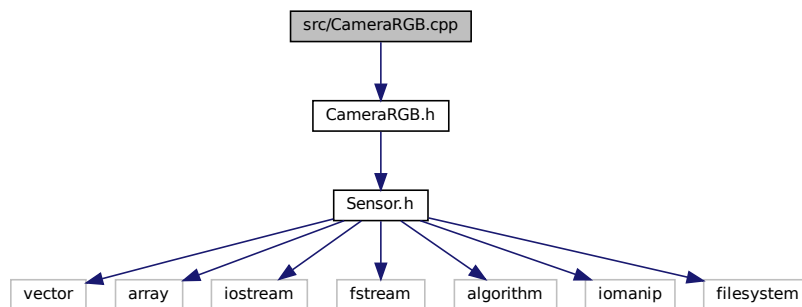 src/CameraRGB.cpp
CameraRGB.h
Sensor.h
vector
array
iostream
fstream
algorithm
iomanip
filesystem